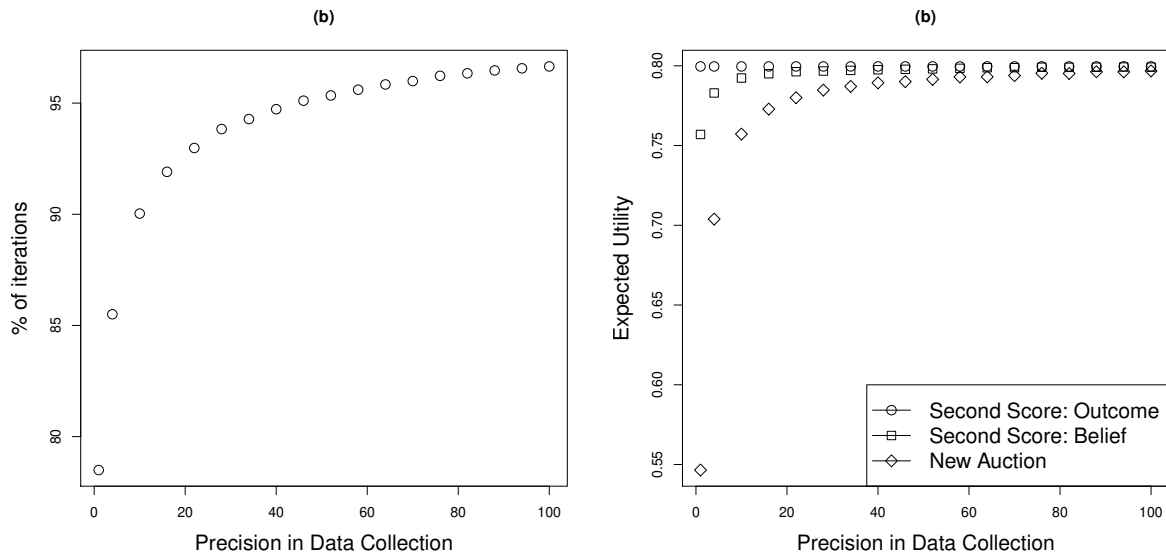 (b)
% of iterations
95
90
85
80
0 20 40 60 80 100
Precision in Data Collection
(b)
Expected Utility
0.80
0.75
0.70
0.65
0.60
0.55
Second Score: Outcome
Second Score: Belief
New Auction
0 20 40 60 80 100
Precision in Data Collection